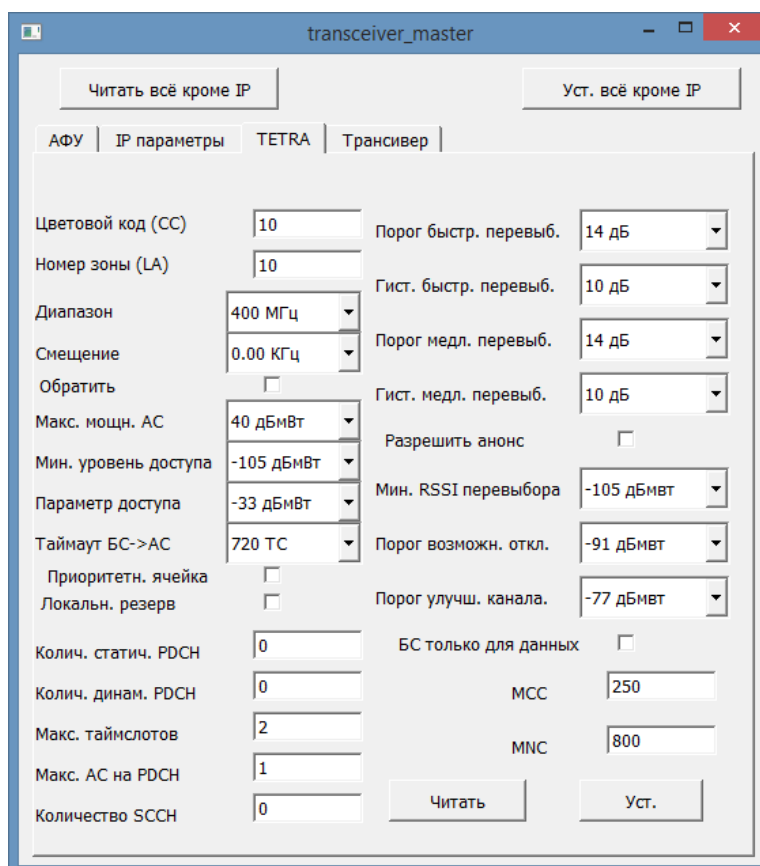 transceiver_master
Читать всё кроме IP
Уст. всё кроме IP
АФУ IP параметры TETRA Трансивер
Цветовой код (CC) 10
Номер зоны (LA) 10
Диапазон 400 МГц
Смещение 0.00 КГц
Обратить
Макс. мощн. АС 40 дБмВт
Мин. уровень доступа -105 дБмВт
Параметр доступа -33 дБмВт
Таймаут БС->АС 720 ТС
Приоритетн. ячейка
Локальн. резерв
Колич. статич. PDCH 0
Колич. динам. PDCH 0
Макс. таймслотов 2
Макс. АС на PDCH 1
Количество SCCH 0
Порог быстр. перевыб. 14 дБ
Гист. быстр. перевыб. 10 дБ
Порог медл. перевыб. 14 дБ
Гист. медл. перевыб. 10 дБ
Разрешить анонс
Мин. RSSI перевыбора -105 дБмвт
Порог возможн. откл. -91 дБмвт
Порог улучш. канала. -77 дБмвт
БС только для данных
MCC 250
MNC 800
Читать
Уст.